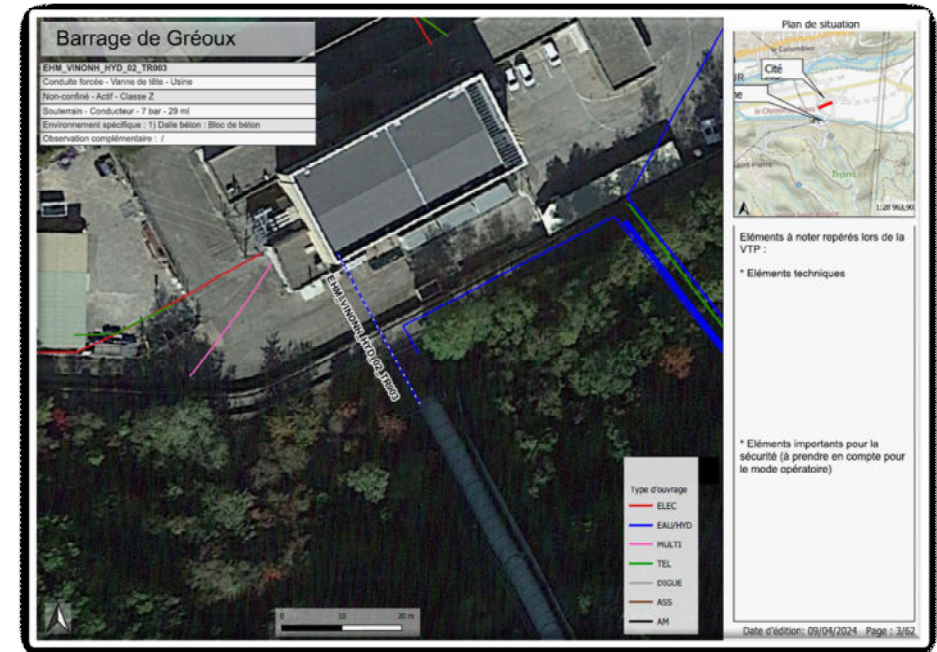 Barrage de Gréoux
EHM_VINONH_HYD_02_TR003
Conduite forcée - Vanne de tête - Usine
Non-confiné - Actif - Classe Z
Souterrain - Conducteur - 7 bar - 29 ml
Environnement spécifique : 1) Dalle béton ; Bloc de béton
Observation complémentaire : /
EHM_VINONH_HYD_02_TR003
0 10 20 m
Type d'ouvrage
ELEC
EAU/HYD
MULTI
TEL
DIGUE
ASS
AM
Plan de situation
le Colombier
Cité
Trans
1:28 963,90
Eléments à noter repérés lors de la
VTP :
* Eléments techniques
* Eléments importants pour la
sécurité (à prendre en compte pour
le mode opératoire)
Date d'édition: 09/04/2024 Page : 3/62